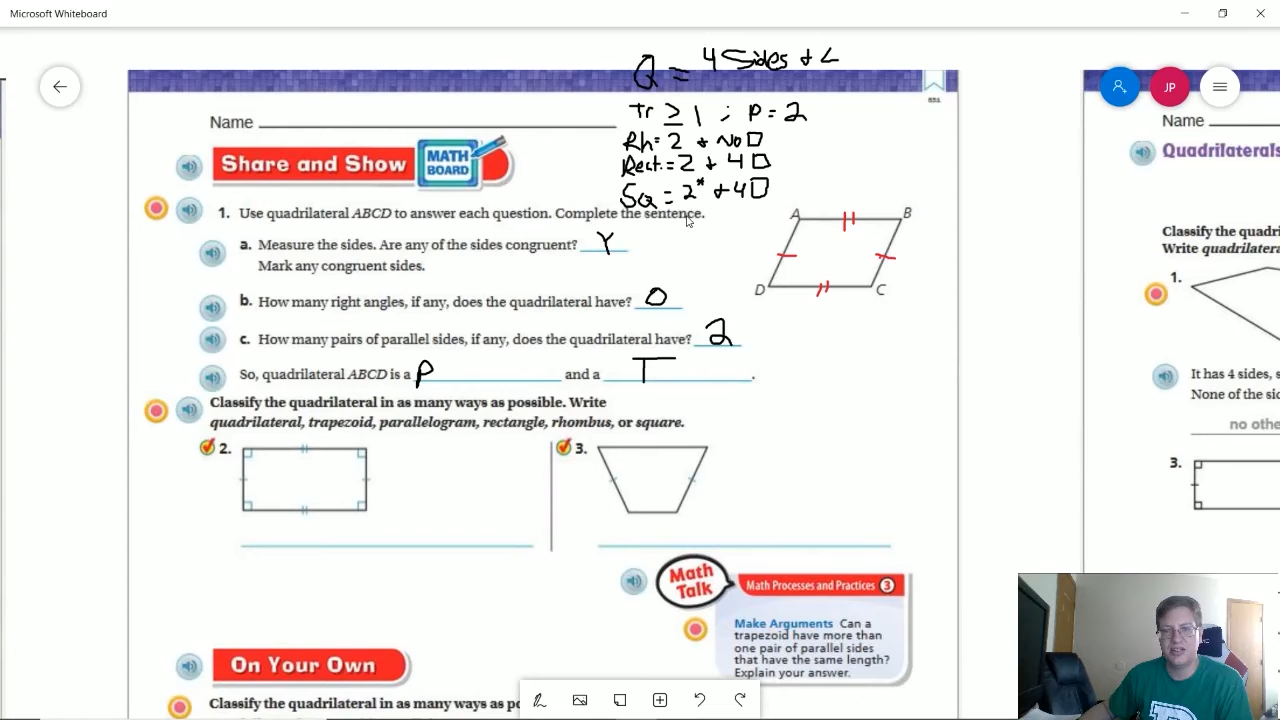 Microsoft Whiteboard
Q = 4 Sides + ∠
Tr ≥ 1 ; P = 2
Rh = 2 + No □
Rect. = 2 + 4 □
SQ = 2* + 4 □
JP
551
Name
Share and Show
MATH BOARD
1. Use quadrilateral ABCD to answer each question. Complete the sentence.
a. Measure the sides. Are any of the sides congruent? Y
Mark any congruent sides.
b. How many right angles, if any, does the quadrilateral have? 0
c. How many pairs of parallel sides, if any, does the quadrilateral have? 2
So, quadrilateral ABCD is a P and a T.
A
B
D
C
Classify the quadrilateral in as many ways as possible. Write
quadrilateral, trapezoid, parallelogram, rectangle, rhombus, or square.
2.
3.
Math Talk
Math Processes and Practices 3
Make Arguments Can a
trapezoid have more than
one pair of parallel sides
that have the same length?
Explain your answer.
On Your Own
Classify the quadrilateral in as many ways as po
Name
Quadrilaterals
Classify the quadri
Write quadrilatera
1.
It has 4 sides, s
None of the sid
no othe
3.